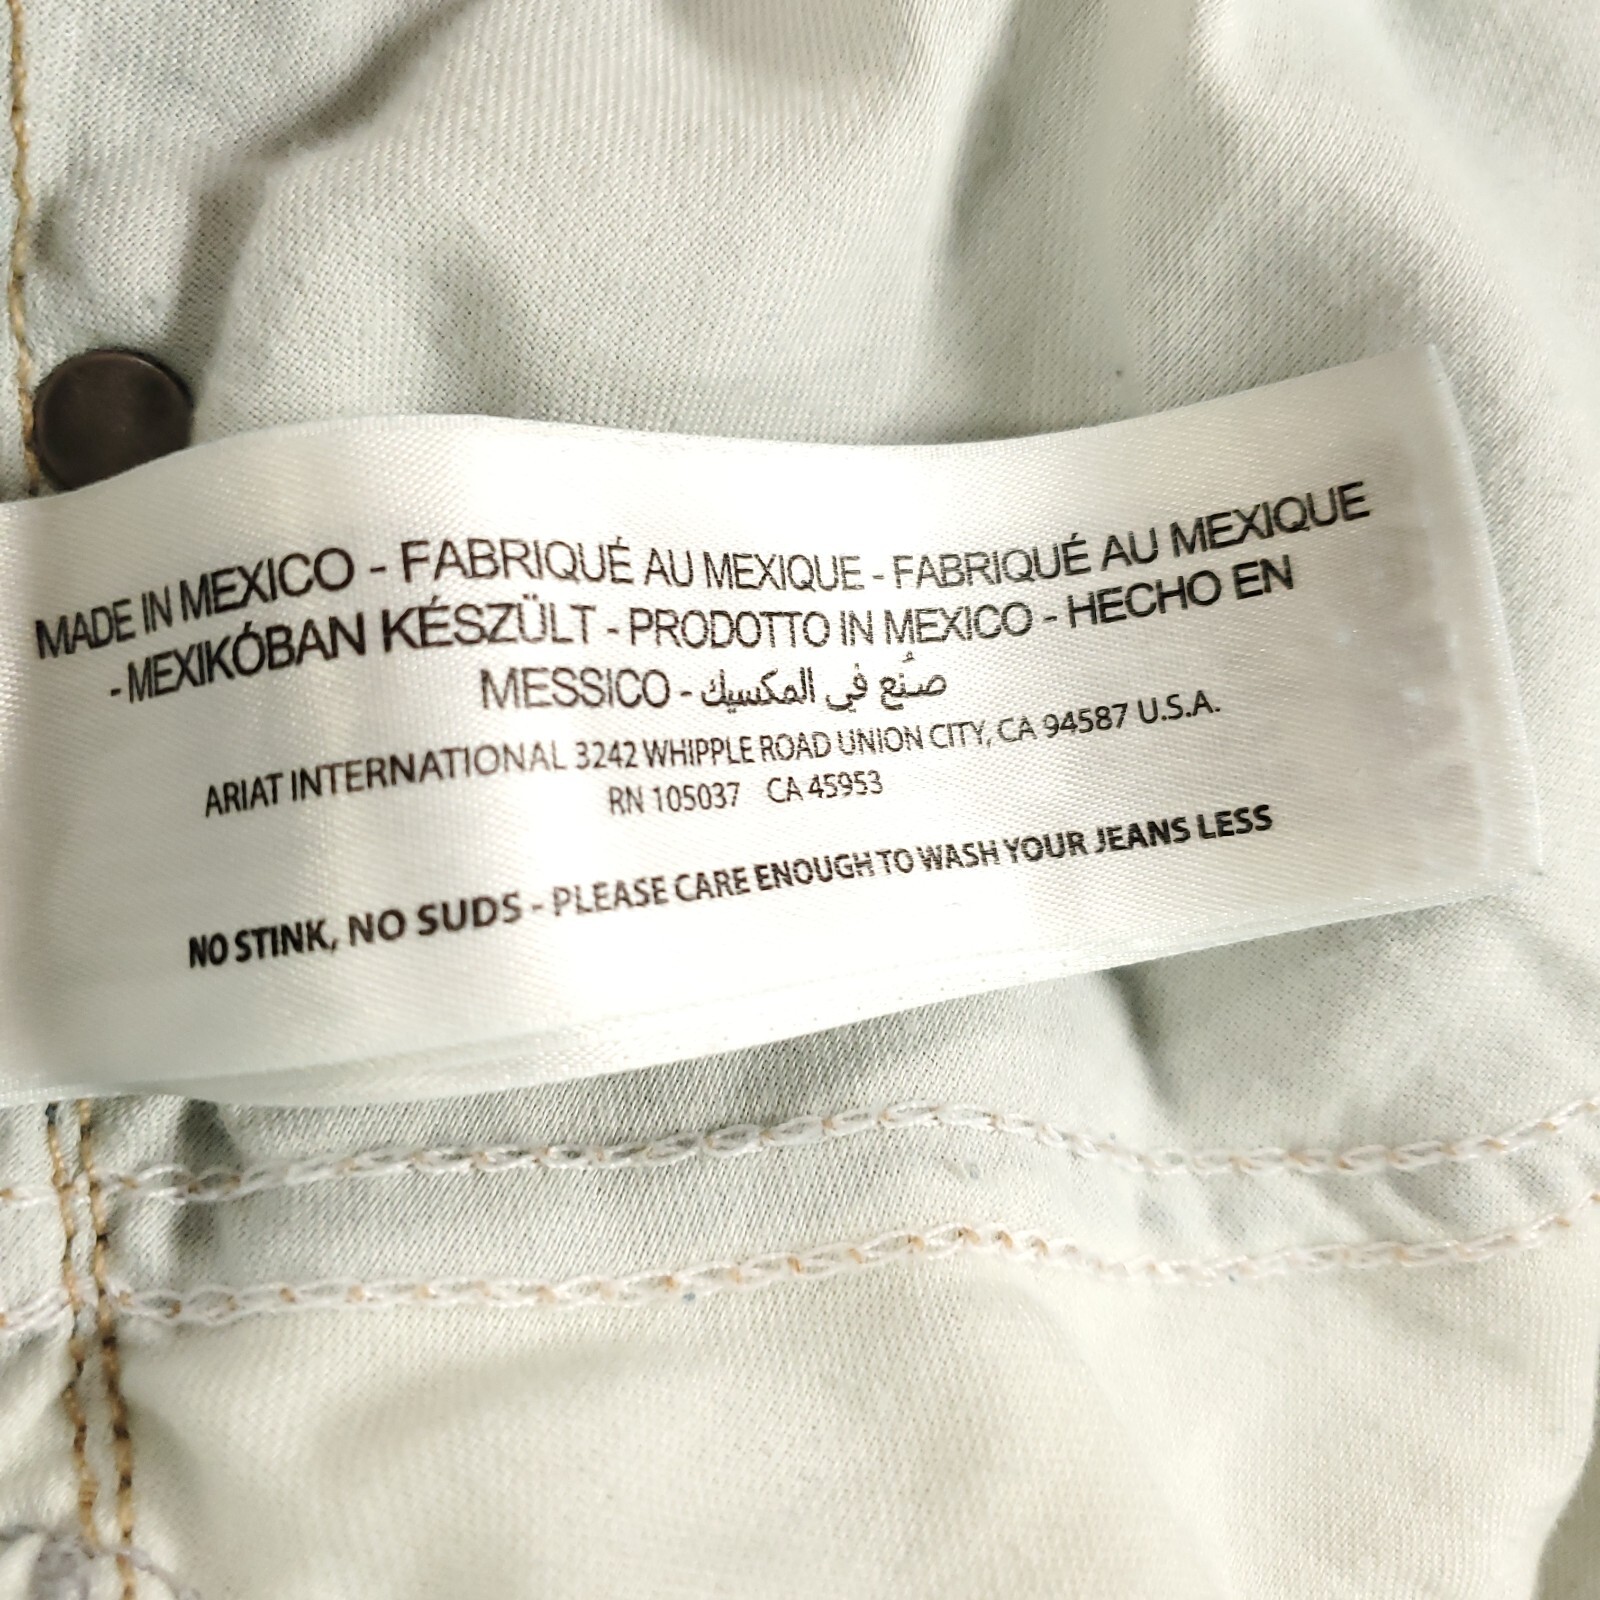 MADE IN MEXICO - FABRIQUÉ AU MEXIQUE - FABRIQUÉ AU MEXIQUE
- MEXIKÓBAN KÉSZÜLT - PRODOTTO IN MEXICO - HECHO EN
MESSICO - صُنع في المكسيك
ARIAT INTERNATIONAL 3242 WHIPPLE ROAD UNION CITY, CA 94587 U.S.A.
RN 105037 CA 45953
NO STINK, NO SUDS - PLEASE CARE ENOUGH TO WASH YOUR JEANS LESS